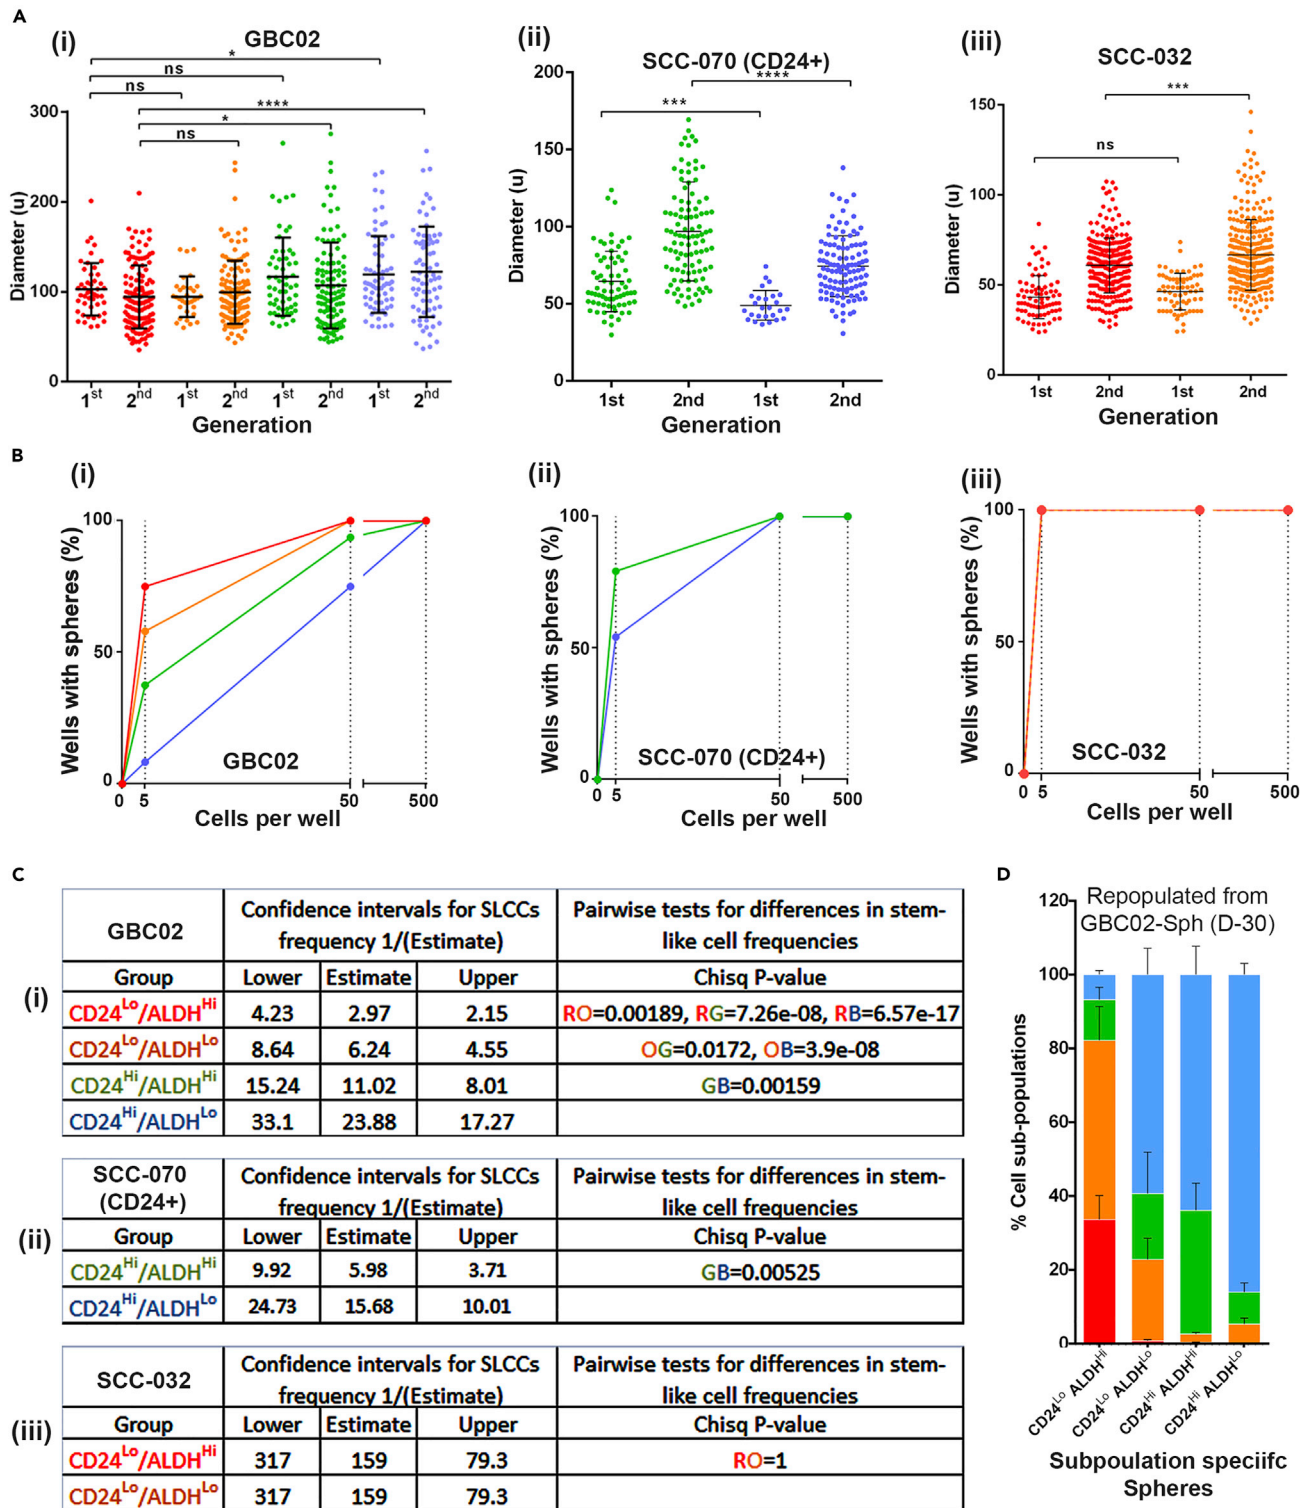 A
(i)
GBC02
*
ns
ns
****
*
ns
300
200
100
0
Diameter (u)
1st
2nd
1st
2nd
1st
2nd
1st
2nd
Generation
(ii)
SCC-070 (CD24+)
****
***
200
150
100
50
0
Diameter (u)
1st
2nd
1st
2nd
Generation
(iii)
SCC-032
***
ns
150
100
50
0
Diameter (u)
1st
2nd
1st
2nd
Generation
B
(i)
Wells with spheres (%)
100
50
0
GBC02
0
5
50
500
Cells per well
(ii)
Wells with spheres (%)
100
50
0
SCC-070 (CD24+)
0
5
50
500
Cells per well
(iii)
Wells with spheres (%)
100
50
0
SCC-032
0
5
50
500
Cells per well
C
(i)
GBC02
Confidence intervals for SLCCs
frequency 1/(Estimate)
Pairwise tests for differences in stem-
like cell frequencies
Group Lower Estimate Upper Chisq P-value
CD24Lo/ALDHHi 4.23 2.97 2.15 RO=0.00189, RG=7.26e-08, RB=6.57e-17
CD24Lo/ALDHLo 8.64 6.24 4.55 OG=0.0172, OB=3.9e-08
CD24Hi/ALDHHi 15.24 11.02 8.01 GB=0.00159
CD24Hi/ALDHLo 33.1 23.88 17.27
(ii)
SCC-070
(CD24+)
Confidence intervals for SLCCs
frequency 1/(Estimate)
Pairwise tests for differences in stem-
like cell frequencies
Group Lower Estimate Upper Chisq P-value
CD24Hi/ALDHHi 9.92 5.98 3.71 GB=0.00525
CD24Hi/ALDHLo 24.73 15.68 10.01
(iii)
SCC-032
Confidence intervals for SLCCs
frequency 1/(Estimate)
Pairwise tests for differences in stem-
like cell frequencies
Group Lower Estimate Upper Chisq P-value
CD24Lo/ALDHHi 317 159 79.3 RO=1
CD24Lo/ALDHLo 317 159 79.3
D
Repopulated from
GBC02-Sph (D-30)
120
100
80
60
40
20
0
% Cell sub-populations
CD24Lo ALDHHi
CD24Lo ALDHLo
CD24Hi ALDHHi
CD24Hi ALDHLo
Subpoulation speciifc
Spheres